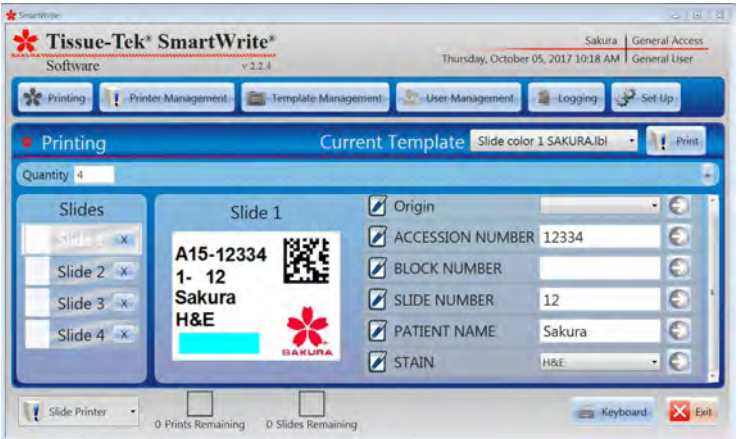 SmartWrite
Tissue-Tek® SmartWrite®
Software v 2.2.4
SAKURA
Sakura General Access
Thursday, October 05, 2017 10:18 AM General User
Printing Printer Management Template Management User Management Logging Set Up
Printing Current Template Slide color 1 SAKURA.lbl Print
Quantity 4
Slides
Slide 1 X
Slide 2 X
Slide 3 X
Slide 4 X
Slide 1
A15-12334
1- 12
Sakura
H&E
SAKURA
Origin
ACCESSION NUMBER 12334
BLOCK NUMBER
SLIDE NUMBER 12
PATIENT NAME Sakura
STAIN H&E
Slide Printer 0 Prints Remaining 0 Slides Remaining Keyboard Exit